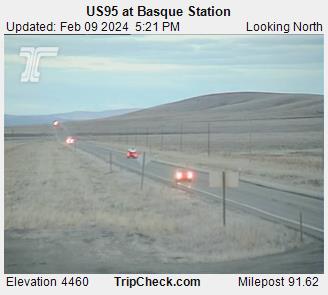 US95 at Basque Station
Updated: Feb 09 2024 5:21 PM Looking North
Elevation 4460 TripCheck.com Milepost 91.62